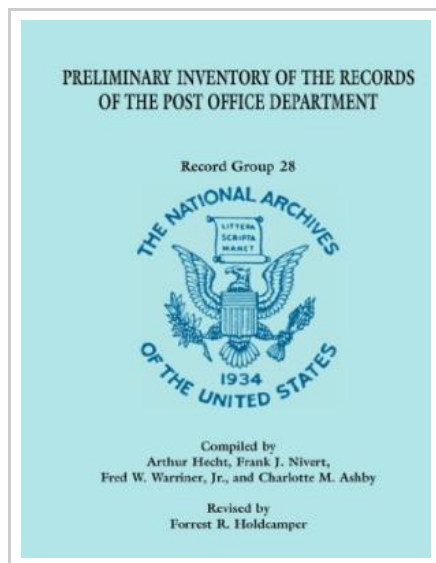 PRELIMINARY INVENTORY OF THE RECORDS
OF THE POST OFFICE DEPARTMENT
Record Group 28
THE NATIONAL ARCHIVES
LITTERA
SCRIPTA
MANET
1934
OF THE UNITED STATES
Compiled by
Arthur Hecht, Frank J. Nivert,
Fred W. Warriner, Jr., and Charlotte M. Ashby
Revised by
Forrest R. Holdcamper